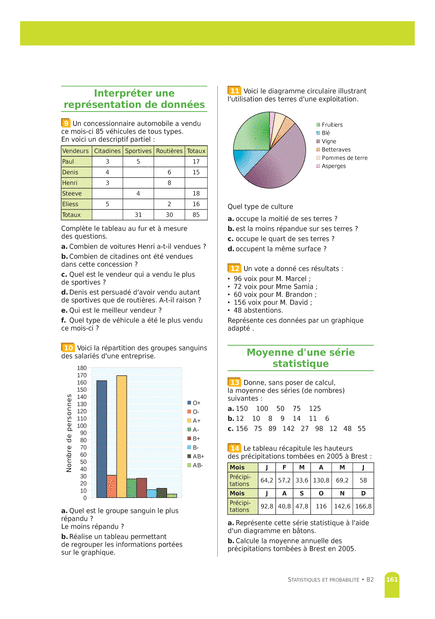 Interpréter une
représentation de données
9 Un concessionnaire automobile a vendu
ce mois-ci 85 véhicules de tous types.
En voici un descriptif partiel :
Vendeurs Citadines Sportives Routières Totaux
Paul 3 5 17
Denis 4 6 15
Henri 3 8
Steeve 4 18
Eliess 5 2 16
Totaux 31 30 85
Complète le tableau au fur et à mesure
des questions.
a. Combien de voitures Henri a-t-il vendues ?
b. Combien de citadines ont été vendues
dans cette concession ?
c. Quel est le vendeur qui a vendu le plus
de sportives ?
d. Denis est persuadé d'avoir vendu autant
de sportives que de routières. A-t-il raison ?
e. Qui est le meilleur vendeur ?
f. Quel type de véhicule a été le plus vendu
ce mois-ci ?
10 Voici la répartition des groupes sanguins
des salariés d'une entreprise.
Nombre de personnes
180
170
160
150
140
130
120
110
100
90
80
70
60
50
40
30
20
10
0
O+
O-
A+
A-
B+
B-
AB+
AB-
a. Quel est le groupe sanguin le plus
répandu ?
Le moins répandu ?
b. Réalise un tableau permettant
de regrouper les informations portées
sur le graphique.
11 Voici le diagramme circulaire illustrant
l'utilisation des terres d'une exploitation.
Fruitiers
Blé
Vigne
Betteraves
Pommes de terre
Asperges
Quel type de culture
a. occupe la moitié de ses terres ?
b. est la moins répandue sur ses terres ?
c. occupe le quart de ses terres ?
d. occupent la même surface ?
12 Un vote a donné ces résultats :
• 96 voix pour M. Marcel ;
• 72 voix pour Mme Samia ;
• 60 voix pour M. Brandon ;
• 156 voix pour M. David ;
• 48 abstentions.
Représente ces données par un graphique
adapté .
Moyenne d'une série
statistique
13 Donne, sans poser de calcul,
la moyenne des séries (de nombres)
suivantes :
a. 150 100 50 75 125
b. 12 10 8 9 14 11 6
c. 156 75 89 142 27 98 12 48 55
14 Le tableau récapitule les hauteurs
des précipitations tombées en 2005 à Brest :
Mois J F M A M J
Précipi-
tations 64,2 57,2 33,6 130,8 69,2 58
Mois J A S O N D
Précipi-
tations 92,8 40,8 47,8 116 142,6 166,8
a. Représente cette série statistique à l'aide
d'un diagramme en bâtons.
b. Calcule la moyenne annuelle des
précipitations tombées à Brest en 2005.
STATISTIQUES ET PROBABILITÉ • B2 161